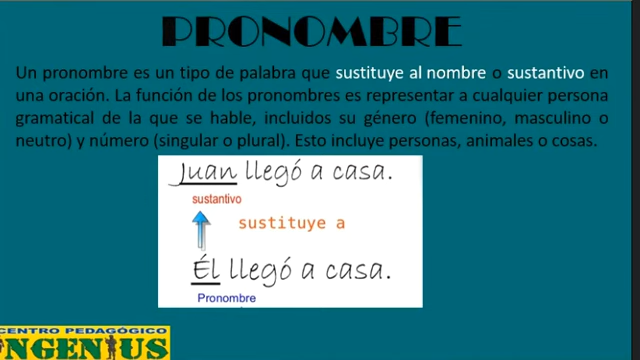 PRONOMBRE
Un pronombre es un tipo de palabra que sustituye al nombre o sustantivo en
una oración. La función de los pronombres es representar a cualquier persona
gramatical de la que se hable, incluidos su género (femenino, masculino o
neutro) y número (singular o plural). Esto incluye personas, animales o cosas.
Juan llegó a casa.
sustantivo
sustituye a
Él llegó a casa.
Pronombre
CENTRO PEDAGÓGICO
INGENIUS